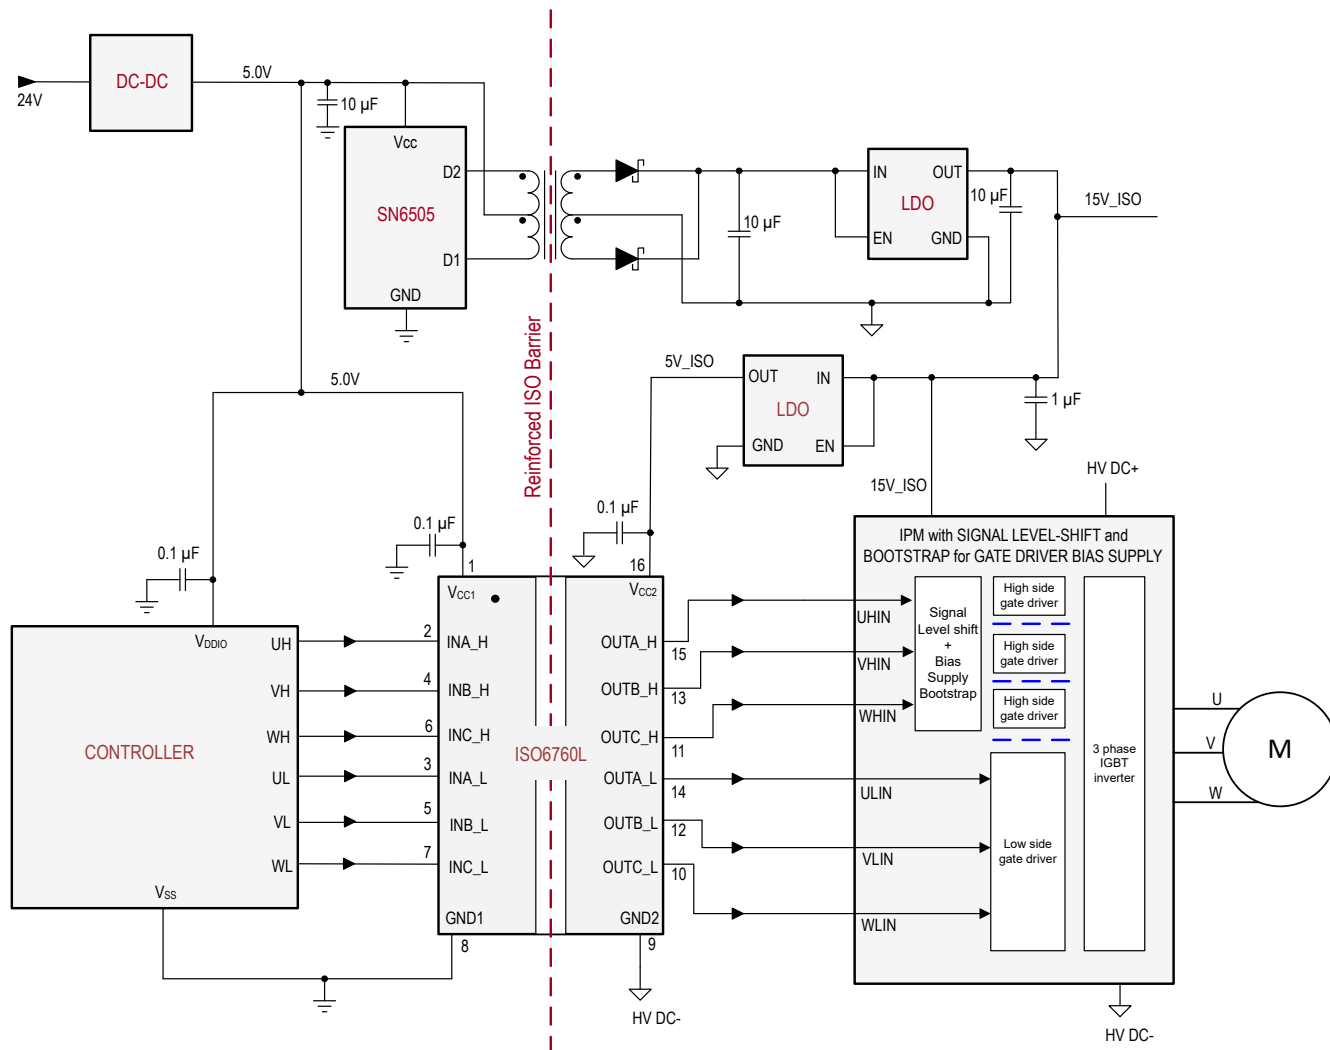 DC-DC
24V
5.0V
10 µF
Vcc
D2
SN6505
D1
GND
IN
OUT
LDO
EN
GND
10 µF
10 µF
15V_ISO
Reinforced ISO Barrier
5.0V
5V_ISO
OUT
IN
LDO
GND
EN
1 µF
15V_ISO
HV DC+
0.1 µF
0.1 µF
0.1 µF
1
16
VCC1
VCC2
VDDIO
CONTROLLER
UH
VH
WH
UL
VL
WL
VSS
2
4
6
3
5
7
INA_H
INB_H
INC_H
INA_L
INB_L
INC_L
GND1
8
ISO6760L
OUTA_H
OUTB_H
OUTC_H
OUTA_L
OUTB_L
OUTC_L
GND2
15
13
11
14
12
10
9
HV DC-
IPM with SIGNAL LEVEL-SHIFT and
BOOTSTRAP for GATE DRIVER BIAS SUPPLY
UHIN
VHIN
WHIN
ULIN
VLIN
WLIN
Signal
Level shift
+
Bias
Supply
Bootstrap
High side
gate driver
High side
gate driver
High side
gate driver
Low side
gate driver
3 phase
IGBT
inverter
U
V
W
M
HV DC-